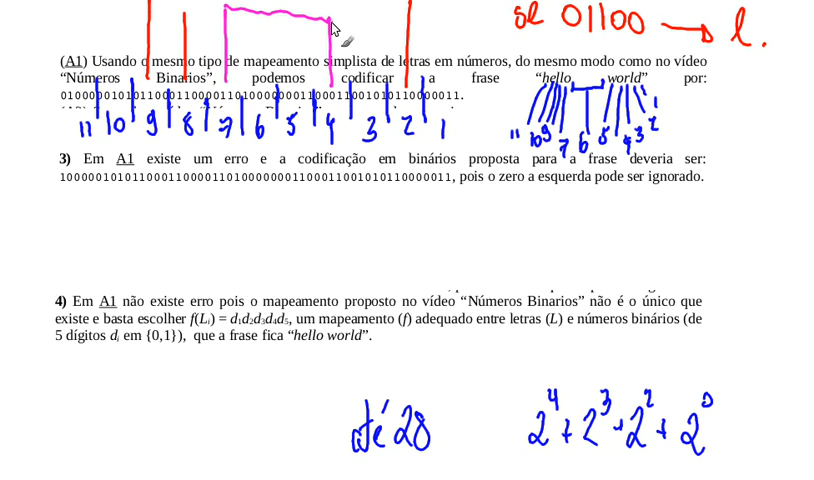 se 01100 → l.
(A1) Usando o mesmo tipo de mapeamento simplista de letras em números, do mesmo modo como no vídeo
“Números Binarios”, podemos codificar a frase “hello world” por:
11 10 9 8 7 6 5 4 3 2 1
11 10 9 7 6 5 4 3 2 1
3) Em A1 existe um erro e a codificação em binários proposta para a frase deveria ser:
pois o zero a esquerda pode ser ignorado.
4) Em A1 não existe erro pois o mapeamento proposto no vídeo “Números Binarios” não é o único que
existe e basta escolher f(Lᵢ) = d₁d₂d₃d₄d₅, um mapeamento (f) adequado entre letras (L) e números binários (de
5 dígitos dᵢ em {0,1}), que a frase fica “hello world”.
até 28 2⁴ + 2³ + 2² + 2⁰